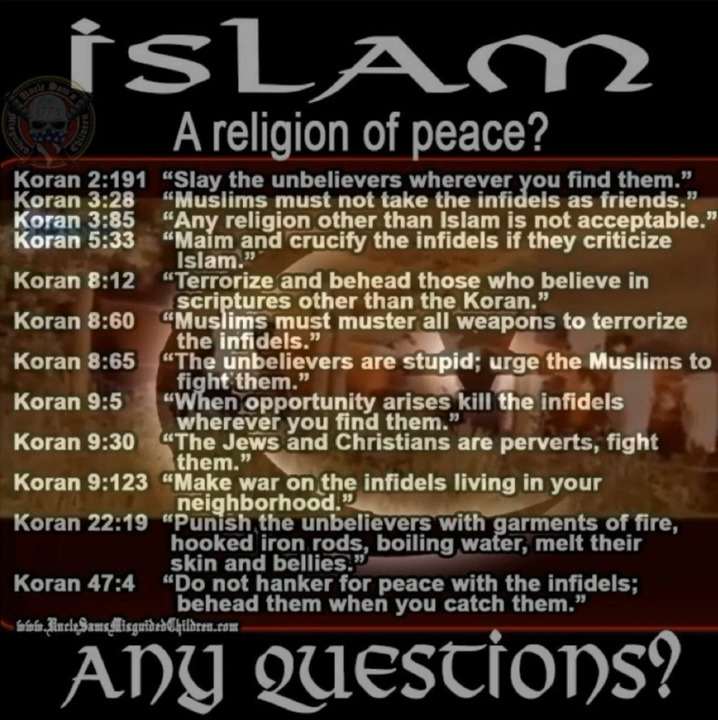 Islam
A religion of peace?
Koran 2:191 "Slay the unbelievers wherever you find them."
Koran 3:28 "Muslims must not take the infidels as friends."
Koran 3:85 "Any religion other than Islam is not acceptable."
Koran 5:33 "Maim and crucify the infidels if they criticize
Islam."
Koran 8:12 "Terrorize and behead those who believe in
scriptures other than the Koran."
Koran 8:60 "Muslims must muster all weapons to terrorize
the infidels."
Koran 8:65 "The unbelievers are stupid; urge the Muslims to
fight them."
Koran 9:5 "When opportunity arises kill the infidels
wherever you find them."
Koran 9:30 "The Jews and Christians are perverts, fight
them."
Koran 9:123 "Make war on the infidels living in your
neighborhood."
Koran 22:19 "Punish the unbelievers with garments of fire,
hooked iron rods, boiling water, melt their
skin and bellies."
Koran 47:4 "Do not hanker for peace with the infidels;
behead them when you catch them."
www.UncleSamsMisguidedChildren.com
Any Questions?